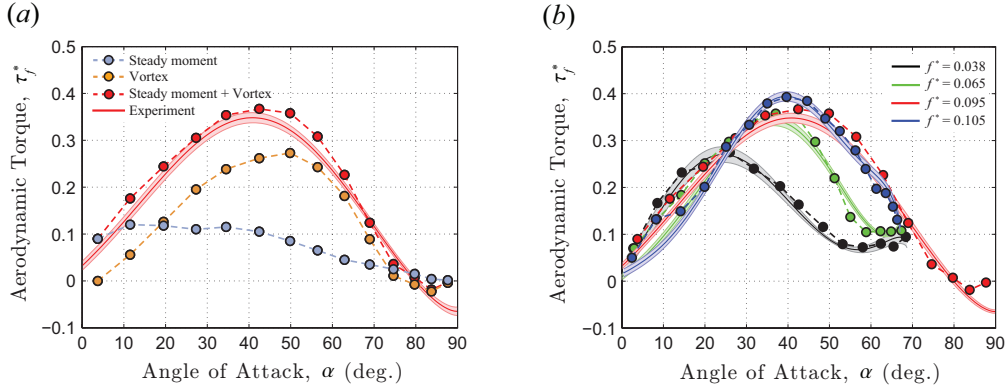 (a)
Aerodynamic Torque, τ*f
0.5
0.4
0.3
0.2
0.1
0
−0.1
Steady moment
Vortex
Steady moment + Vortex
Experiment
0 10 20 30 40 50 60 70 80 90
Angle of Attack, α (deg.)
(b)
Aerodynamic Torque, τ*f
0.5
0.4
0.3
0.2
0.1
0
−0.1
f* = 0.038
f* = 0.065
f* = 0.095
f* = 0.105
0 10 20 30 40 50 60 70 80 90
Angle of Attack, α (deg.)